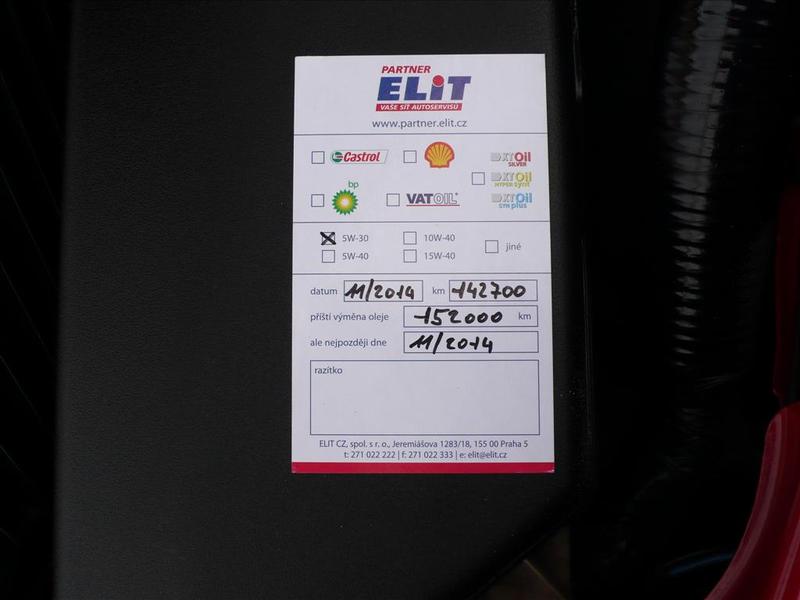 PARTNER
ELiT
VAŠE SÍŤ AUTOSERVISŮ
www.partner.elit.cz
Castrol
XT Oil
SILVER
XT Oil
HYPER synt
bp
VATOIL
XT Oil
syn plus
5W-30 10W-40
jiné
5W-40 15W-40
datum 11/2014 km 142700
příští výměna oleje 152000 km
ale nejpozději dne 11/2014
razítko
ELIT CZ, spol. s r. o., Jeremiášova 1283/18, 155 00 Praha 5
t: 271 022 222 | f: 271 022 333 | e: elit@elit.cz